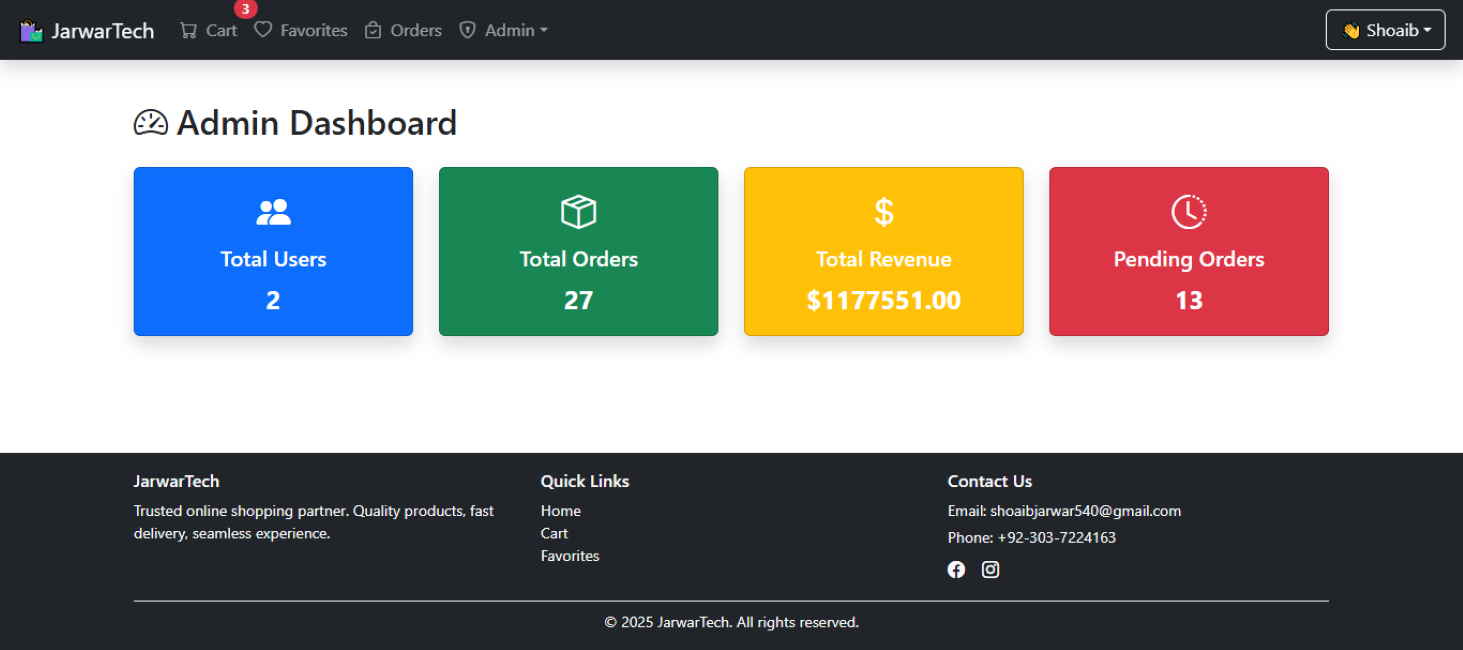 JarwarTech Cart 3 Favorites Orders Admin Shoaib
Admin Dashboard
Total Users
2
Total Orders
27
Total Revenue
$1177551.00
Pending Orders
13
JarwarTech
Trusted online shopping partner. Quality products, fast
delivery, seamless experience.
Quick Links
Home
Cart
Favorites
Contact Us
Email: shoaibjarwar540@gmail.com
Phone: +92-303-7224163
© 2025 JarwarTech. All rights reserved.